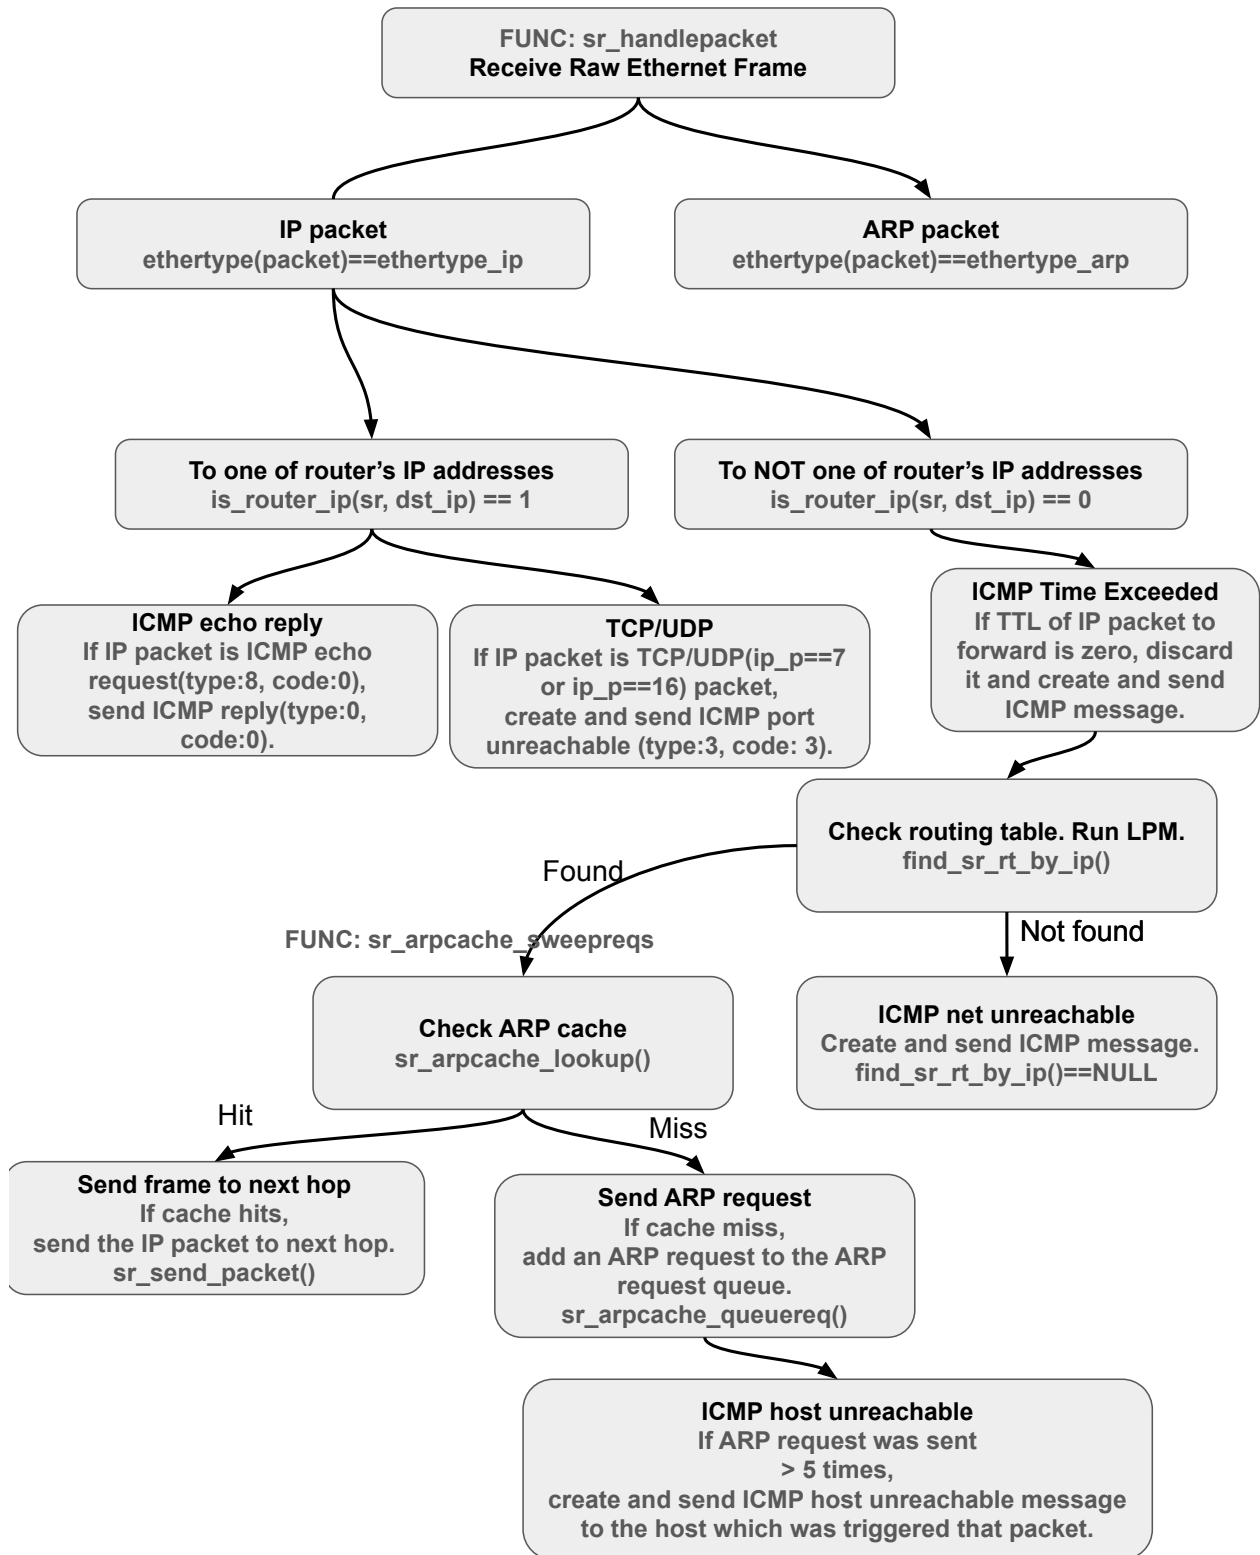 FUNC: sr_handlepacket
Receive Raw Ethernet Frame
IP packet
ethertype(packet)==ethertype_ip
ARP packet
ethertype(packet)==ethertype_arp
To one of router's IP addresses
is_router_ip(sr, dst_ip) == 1
To NOT one of router's IP addresses
is_router_ip(sr, dst_ip) == 0
ICMP echo reply
If IP packet is ICMP echo
request(type:8, code:0),
send ICMP reply(type:0,
code:0).
TCP/UDP
If IP packet is TCP/UDP(ip_p==7
or ip_p==16) packet,
create and send ICMP port
unreachable (type:3, code: 3).
ICMP Time Exceeded
If TTL of IP packet to
forward is zero, discard
it and create and send
ICMP message.
Check routing table. Run LPM.
find_sr_rt_by_ip()
Found
Not found
FUNC: sr_arpcache_sweepreqs
Check ARP cache
sr_arpcache_lookup()
ICMP net unreachable
Create and send ICMP message.
find_sr_rt_by_ip()==NULL
Hit
Miss
Send frame to next hop
If cache hits,
send the IP packet to next hop.
sr_send_packet()
Send ARP request
If cache miss,
add an ARP request to the ARP
request queue.
sr_arpcache_queuereq()
ICMP host unreachable
If ARP request was sent
> 5 times,
create and send ICMP host unreachable message
to the host which was triggered that packet.